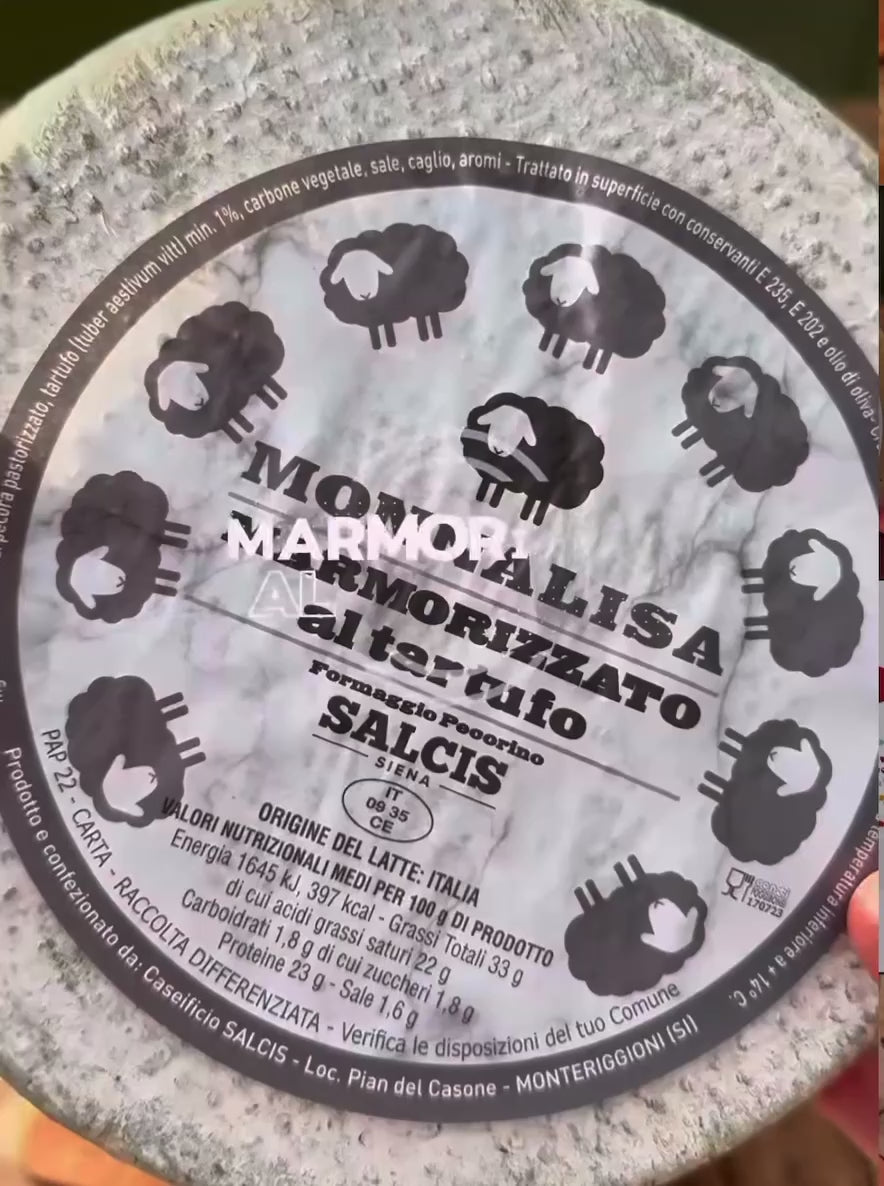 pecora pastorizzato, tartufo (tuber aestivum vitt) min. 1%, carbone vegetale, sale, caglio, aromi - Trattato in superficie con conservanti E 235, E 202 e olio di oliva-
MONNALISA
MARMORIZZATO
al tartufo
MARMOR
AL
Formaggio Pecorino
SALCIS
SIENA
IT
09 35
CE
ORIGINE DEL LATTE: ITALIA
VALORI NUTRIZIONALI MEDI PER 100 g DI PRODOTTO
Energia 1645 kJ, 397 kcal - Grassi Totali 33 g
di cui acidi grassi saturi 22 g
Carboidrati 1,8 g di cui zuccheri 1,8 g
Proteine 23 g - Sale 1,6 g
170723
PAP 22 - CARTA - RACCOLTA DIFFERENZIATA - Verifica le disposizioni del tuo Comune
Prodotto e confezionato da: Caseificio SALCIS - Loc. Pian del Casone - MONTERIGGIONI (SI)
temperatura inferiore a + 14° C.